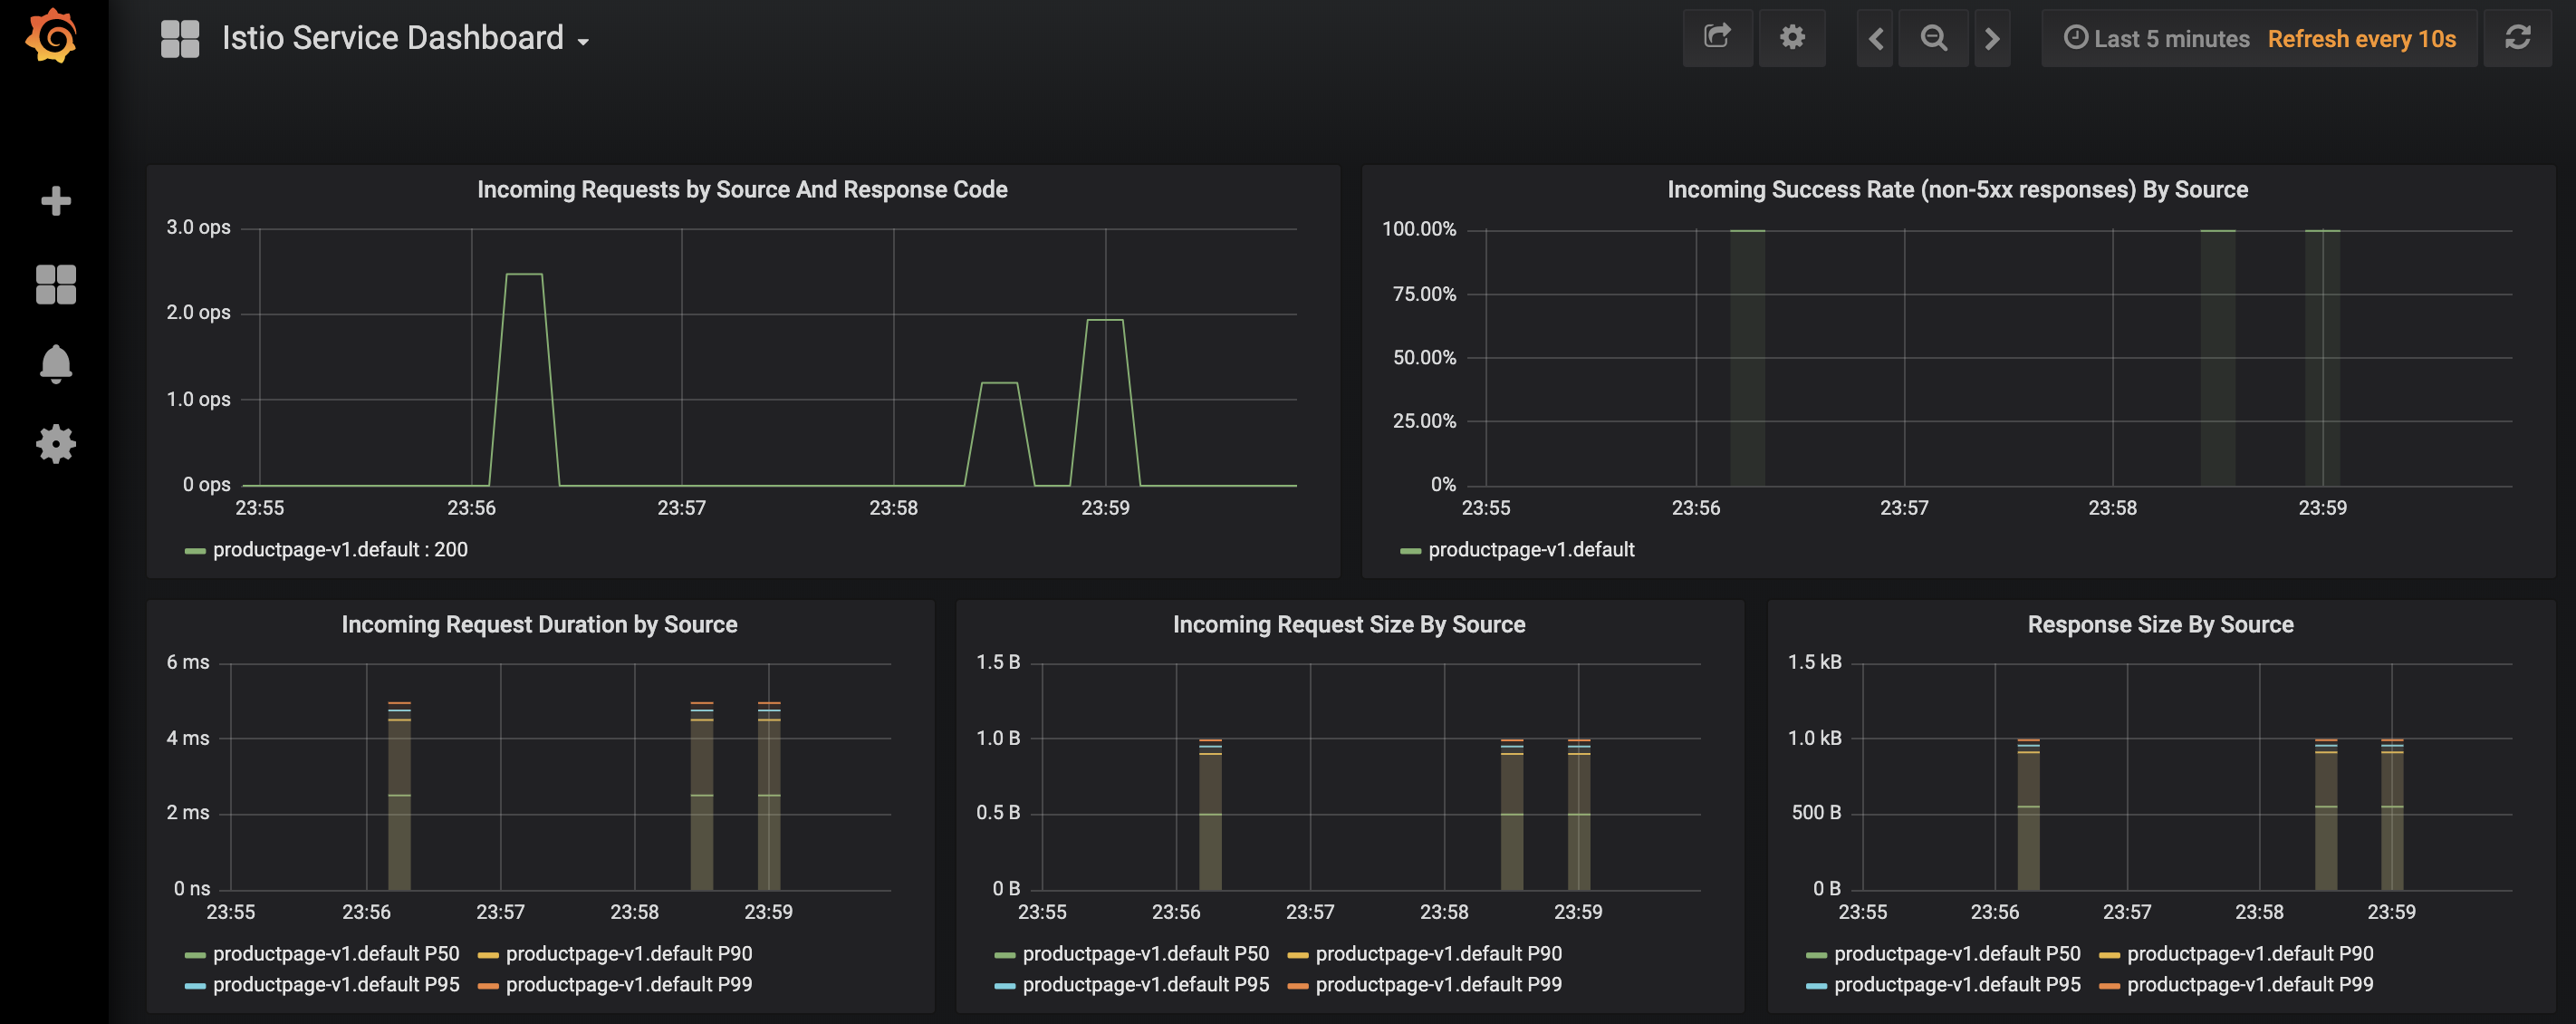 Istio Service Dashboard
Last 5 minutes Refresh every 10s
Incoming Requests by Source And Response Code
3.0 ops
2.0 ops
1.0 ops
0 ops
23:55 23:56 23:57 23:58 23:59
productpage-v1.default : 200
Incoming Success Rate (non-5xx responses) By Source
100.00%
75.00%
50.00%
25.00%
0%
23:55 23:56 23:57 23:58 23:59
productpage-v1.default
Incoming Request Duration by Source
6 ms
4 ms
2 ms
0 ns
23:55 23:56 23:57 23:58 23:59
productpage-v1.default P50 productpage-v1.default P90
productpage-v1.default P95 productpage-v1.default P99
Incoming Request Size By Source
1.5 B
1.0 B
0.5 B
0 B
23:55 23:56 23:57 23:58 23:59
productpage-v1.default P50 productpage-v1.default P90
productpage-v1.default P95 productpage-v1.default P99
Response Size By Source
1.5 kB
1.0 kB
500 B
0 B
23:55 23:56 23:57 23:58 23:59
productpage-v1.default P50 productpage-v1.default P90
productpage-v1.default P95 productpage-v1.default P99